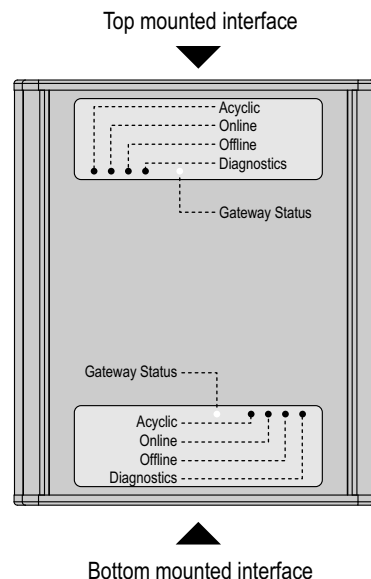 Top mounted interface
Acyclic
Online
Offline
Diagnostics
Gateway Status
Gateway Status
Acyclic
Online
Offline
Diagnostics
Bottom mounted interface